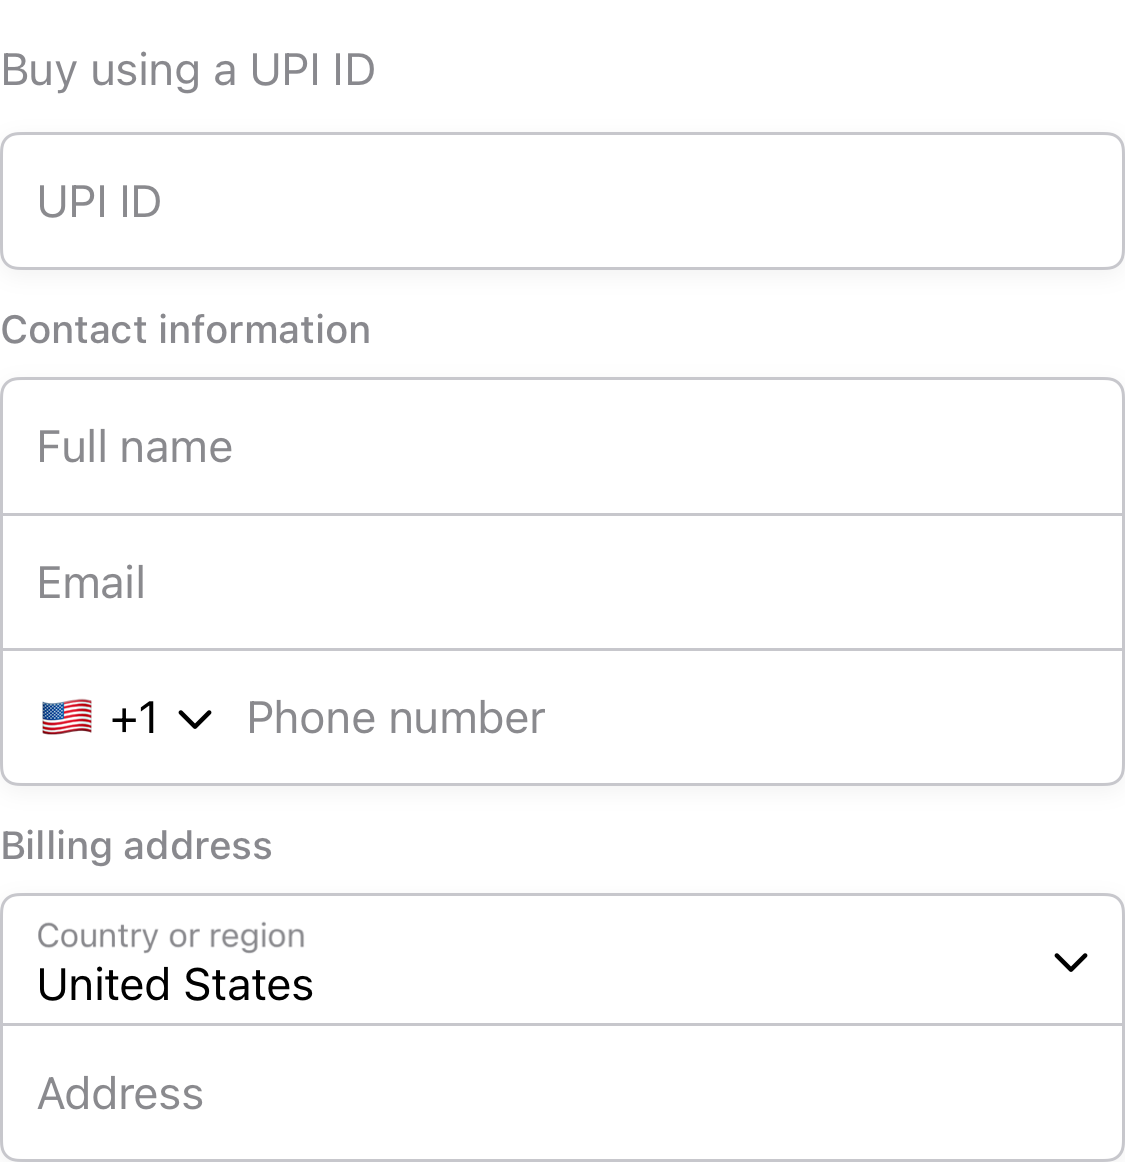 Buy using a UPI ID
UPI ID
Contact information
Full name
Email
+1 Phone number
Billing address
Country or region
United States
Address